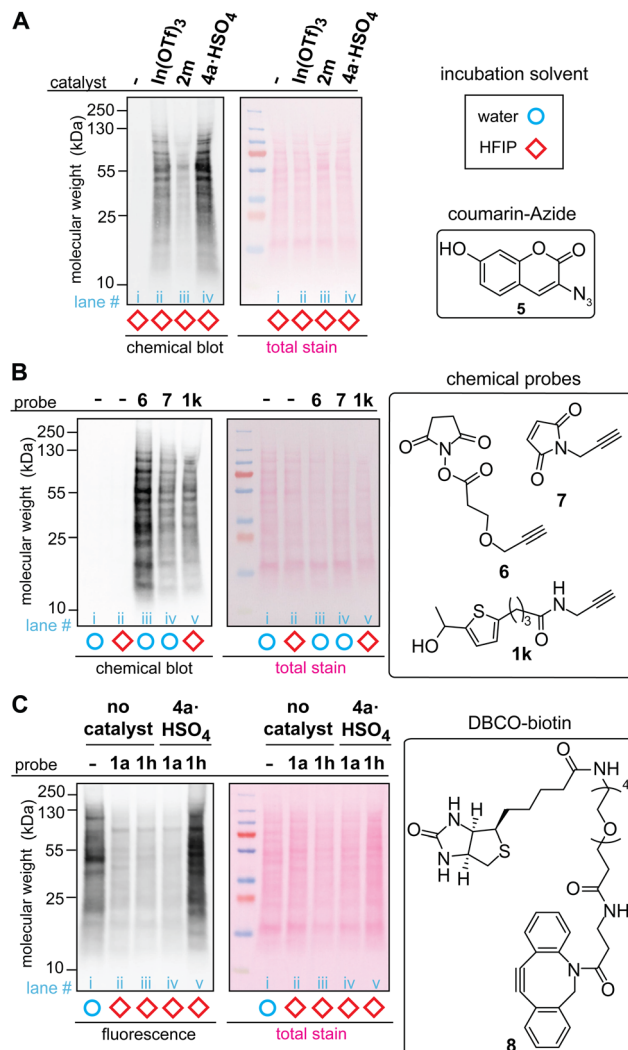 A
catalyst - In(OTf)3 2m 4a·HSO4 - In(OTf)3 2m 4a·HSO4
molecular weight (kDa)
250
130
55
25
10
lane # i ii iii iv i ii iii iv
chemical blot total stain
incubation solvent
water
HFIP
coumarin-Azide
HO O O
N3
5
B
probe – – 6 7 1k – – 6 7 1k
molecular weight (kDa)
250
130
55
25
10
lane # i ii iii iv v i ii iii iv v
chemical blot total stain
chemical probes
O N O
O O
O
6
O N O
7
HO S ( )3 O H N
1k
C
no catalyst 4a·HSO4 no catalyst 4a·HSO4
probe – 1a 1h 1a 1h – 1a 1h 1a 1h
molecular weight (kDa)
250
130
55
25
10
lane # i ii iii iv v i ii iii iv v
fluorescence total stain
DBCO-biotin
O NH
4
O
HN H
O
HN H S
O NH
N O
8